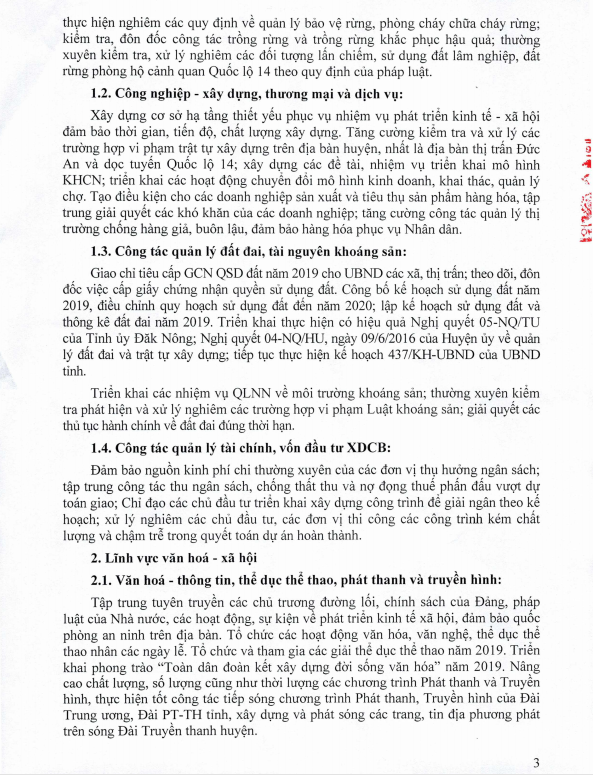 thực hiện nghiêm các quy định về quản lý bảo vệ rừng, phòng cháy chữa cháy rừng;
kiểm tra, đôn đốc công tác trồng rừng và trồng rừng khắc phục hậu quả; thường
xuyên kiểm tra, xử lý nghiêm các đối tượng lấn chiếm, sử dụng đất lâm nghiệp, đất
rừng phòng hộ cảnh quan Quốc lộ 14 theo quy định của pháp luật.
1.2. Công nghiệp - xây dựng, thương mại và dịch vụ:
Xây dựng cơ sở hạ tầng thiết yếu phục vụ nhiệm vụ phát triển kinh tế - xã hội
đảm bảo thời gian, tiến độ, chất lượng xây dựng. Tăng cường kiểm tra và xử lý các
trường hợp vi phạm trật tự xây dựng trên địa bàn huyện, nhất là địa bàn thị trấn Đức
An và dọc tuyến Quốc lộ 14; xây dựng các đề tài, nhiệm vụ triển khai mô hình
KHCN; triển khai các hoạt động chuyển đổi mô hình kinh doanh, khai thác, quản lý
chợ. Tạo điều kiện cho các doanh nghiệp sản xuất và tiêu thụ sản phẩm hàng hóa, tập
trung giải quyết các khó khăn của các doanh nghiệp; tăng cường công tác quản lý thị
trường chống hàng giả, buôn lậu, đảm bảo hàng hóa phục vụ Nhân dân.
1.3. Công tác quản lý đất đai, tài nguyên khoáng sản:
Giao chỉ tiêu cấp GCN QSD đất năm 2019 cho UBND các xã, thị trấn; theo dõi, đôn
đốc việc cấp giấy chứng nhận quyền sử dụng đất. Công bố kế hoạch sử dụng đất năm
2019, điều chỉnh quy hoạch sử dụng đất đến năm 2020; lập kế hoạch sử dụng đất và
thống kê đất đai năm 2019. Triển khai thực hiện có hiệu quả Nghị quyết 05-NQ/TU
của Tỉnh ủy Đăk Nông; Nghị quyết 04-NQ/HU, ngày 09/6/2016 của Huyện ủy về quản
lý đất đai và trật tự xây dựng; tiếp tục thực hiện kế hoạch 437/KH-UBND của UBND
tỉnh.
Triển khai các nhiệm vụ QLNN về môi trường khoáng sản; thường xuyên kiểm
tra phát hiện và xử lý nghiêm các trường hợp vi phạm Luật khoáng sản; giải quyết các
thủ tục hành chính về đất đai đúng thời hạn.
1.4. Công tác quản lý tài chính, vốn đầu tư XDCB:
Đảm bảo nguồn kinh phí chi thường xuyên của các đơn vị thụ hưởng ngân sách;
tập trung công tác thu ngân sách, chống thất thu và nợ đọng thuế phấn đấu vượt dự
toán giao; Chỉ đạo các chủ đầu tư triển khai xây dựng công trình để giải ngân theo kế
hoạch; xử lý nghiêm các chủ đầu tư, các đơn vị thi công các công trình kém chất
lượng và chậm trễ trong quyết toán dự án hoàn thành.
2. Lĩnh vực văn hoá - xã hội
2.1. Văn hoá - thông tin, thể dục thể thao, phát thanh và truyền hình:
Tập trung tuyên truyền các chủ trương đường lối, chính sách của Đảng, pháp
luật của Nhà nước, các hoạt động, sự kiện về phát triển kinh tế xã hội, đảm bảo quốc
phòng an ninh trên địa bàn. Tổ chức các hoạt động văn hóa, văn nghệ, thể dục thể
thao nhân các ngày lễ. Tổ chức và tham gia các giải thể dục thể thao năm 2019. Triển
khai phong trào “Toàn dân đoàn kết xây dựng đời sống văn hóa” năm 2019. Nâng
cao chất lượng, số lượng cũng như thời lượng các chương trình Phát thanh và Truyền
hình, thực hiện tốt công tác tiếp sóng chương trình Phát thanh, Truyền hình của Đài
Trung ương, Đài PT-TH tỉnh, xây dựng và phát sóng các trang, tin địa phương phát
trên sóng Đài Truyền thanh huyện.
3